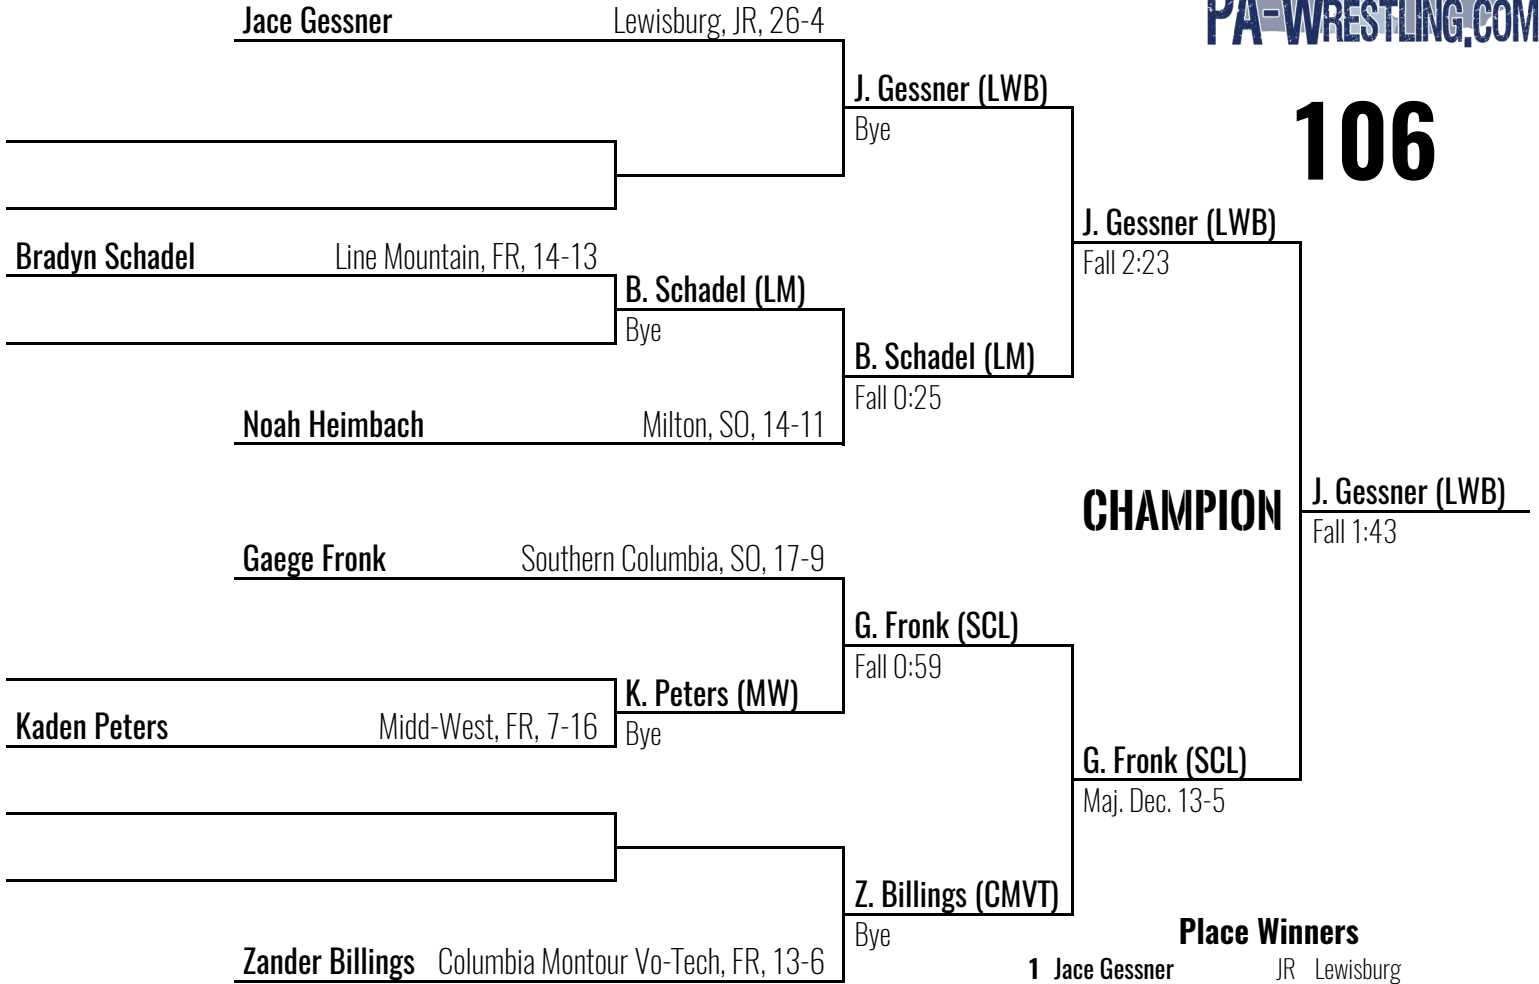 PA-WRESTLING.COM
Jace Gessner Lewisburg, JR, 26-4
J. Gessner (LWB)
Bye
106
J. Gessner (LWB)
Fall 2:23
Bradyn Schadel Line Mountain, FR, 14-13
B. Schadel (LM)
Bye
B. Schadel (LM)
Fall 0:25
Noah Heimbach Milton, SO, 14-11
CHAMPION
J. Gessner (LWB)
Fall 1:43
Gaege Fronk Southern Columbia, SO, 17-9
G. Fronk (SCL)
Fall 0:59
K. Peters (MW)
Kaden Peters Midd-West, FR, 7-16
Bye
G. Fronk (SCL)
Maj. Dec. 13-5
Z. Billings (CMVT)
Bye
Zander Billings Columbia Montour Vo-Tech, FR, 13-6
Place Winners
1 Jace Gessner JR Lewisburg